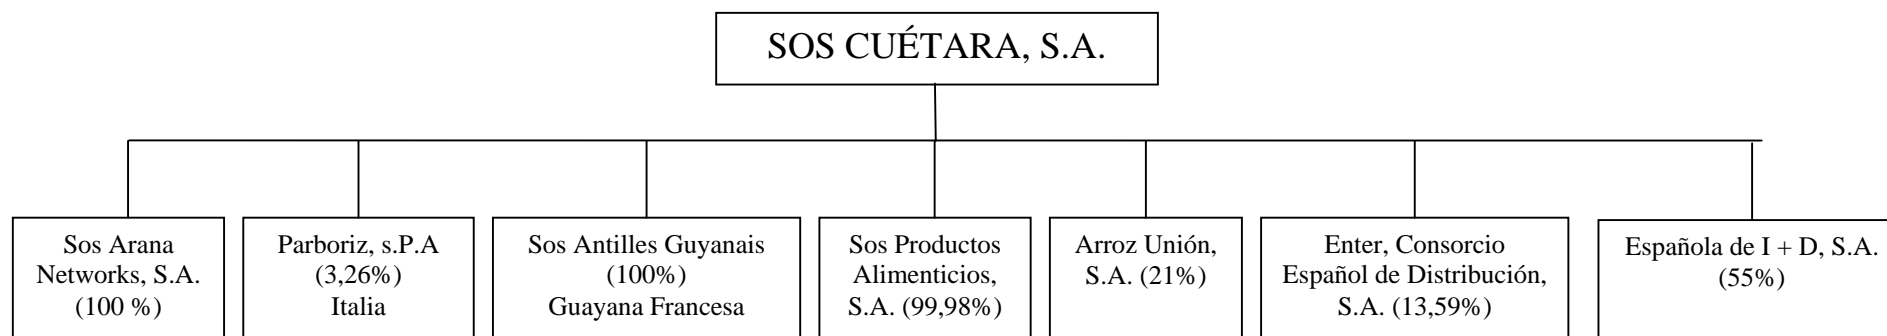 SOS CUÉTARA, S.A.
Sos Arana
Networks, S.A.
(100 %)
Parboriz, s.P.A
(3,26%)
Italia
Sos Antilles Guyanais
(100%)
Guayana Francesa
Sos Productos
Alimenticios,
S.A. (99,98%)
Arroz Unión,
S.A. (21%)
Enter, Consorcio
Español de Distribución,
S.A. (13,59%)
Española de I + D, S.A.
(55%)